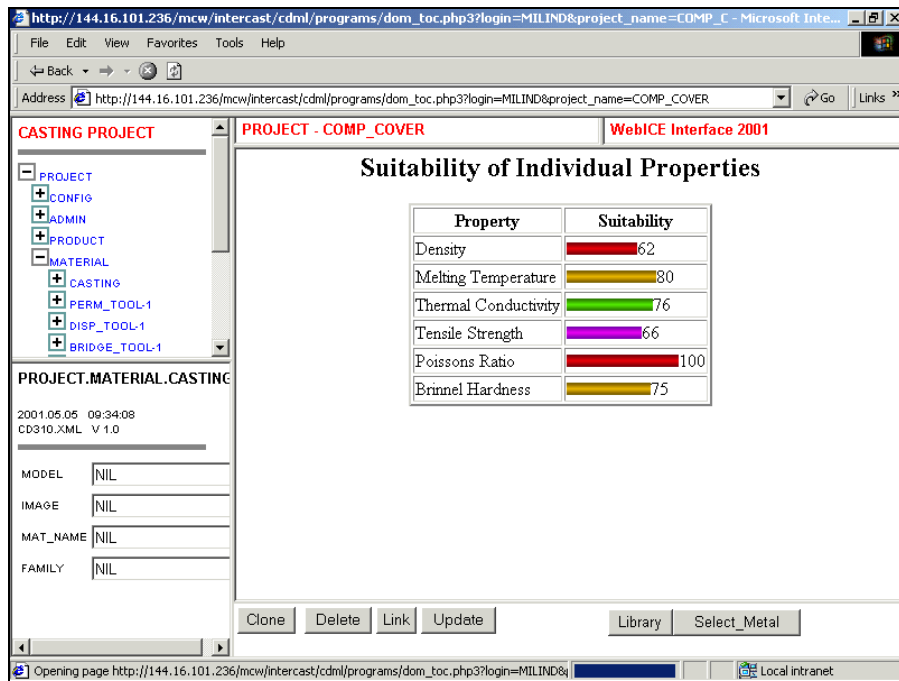 http://144.16.101.236/mcw/intercast/cdml/programs/dom_toc.php3?login=MILIND&project_name=COMP_C - Microsoft Inte...
File Edit View Favorites Tools Help
Back
Address http://144.16.101.236/mcw/intercast/cdml/programs/dom_toc.php3?login=MILIND&project_name=COMP_COVER Go Links »
CASTING PROJECT
PROJECT
CONFIG
ADMIN
PRODUCT
MATERIAL
CASTING
PERM_TOOL-1
DISP_TOOL-1
BRIDGE_TOOL-1
PROJECT.MATERIAL.CASTING
2001.05.05 09:34:08
CD310.XML V 1.0
MODEL NIL
IMAGE NIL
MAT_NAME NIL
FAMILY NIL
PROJECT - COMP_COVER WebICE Interface 2001
Suitability of Individual Properties
Property Suitability
Density 62
Melting Temperature 80
Thermal Conductivity 76
Tensile Strength 66
Poissons Ratio 100
Brinnel Hardness 75
Clone Delete Link Update Library Select_Metal
Opening page http://144.16.101.236/mcw/intercast/cdml/programs/dom_toc.php3?login=MILIND& Local intranet